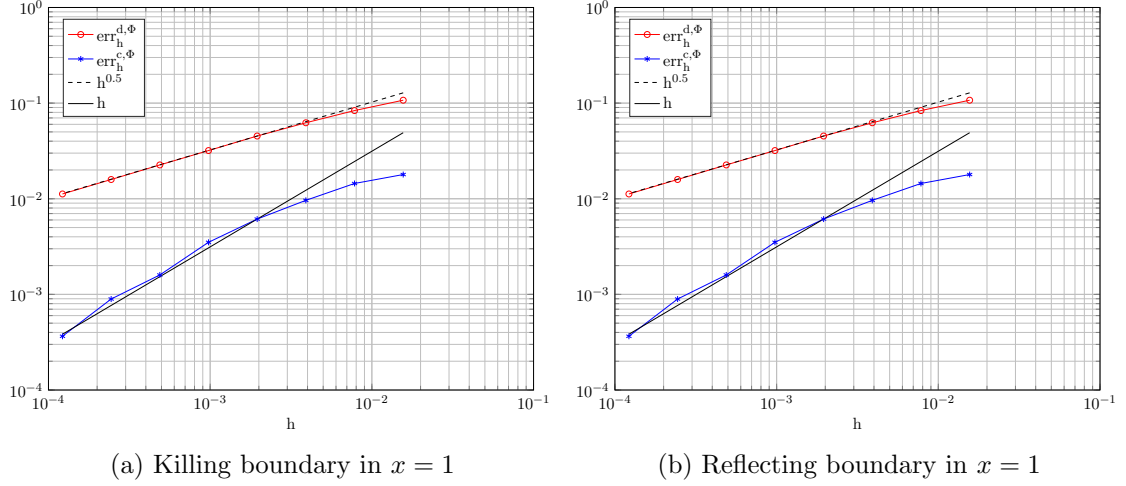 10^0
10^-1
10^-2
10^-3
10^-4
err_h^{d,Φ}
err_h^{c,Φ}
h^0.5
h
10^-4 10^-3 10^-2 10^-1
h
(a) Killing boundary in x = 1
10^0
10^-1
10^-2
10^-3
10^-4
err_h^{d,Φ}
err_h^{c,Φ}
h^0.5
h
10^-4 10^-3 10^-2 10^-1
h
(b) Reflecting boundary in x = 1